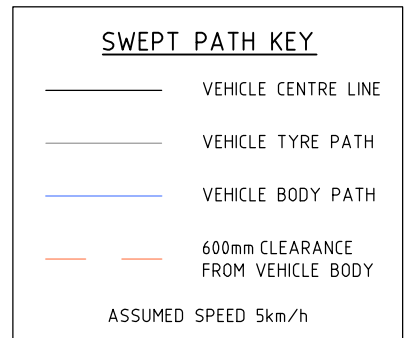 SWEPT PATH KEY
VEHICLE CENTRE LINE
VEHICLE TYRE PATH
VEHICLE BODY PATH
600mm CLEARANCE
FROM VEHICLE BODY
ASSUMED SPEED 5km/h